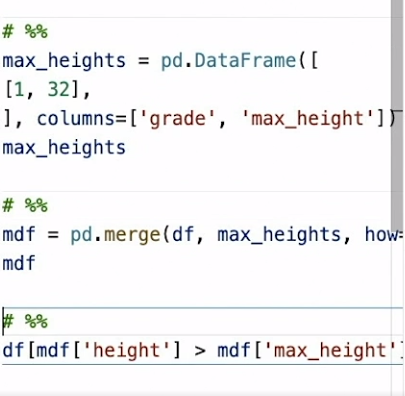 # %%
max_heights = pd.DataFrame([
[1, 32],
], columns=['grade', 'max_height'])
max_heights
# %%
mdf = pd.merge(df, max_heights, how=
mdf
# %%
df[mdf['height'] > mdf['max_height']